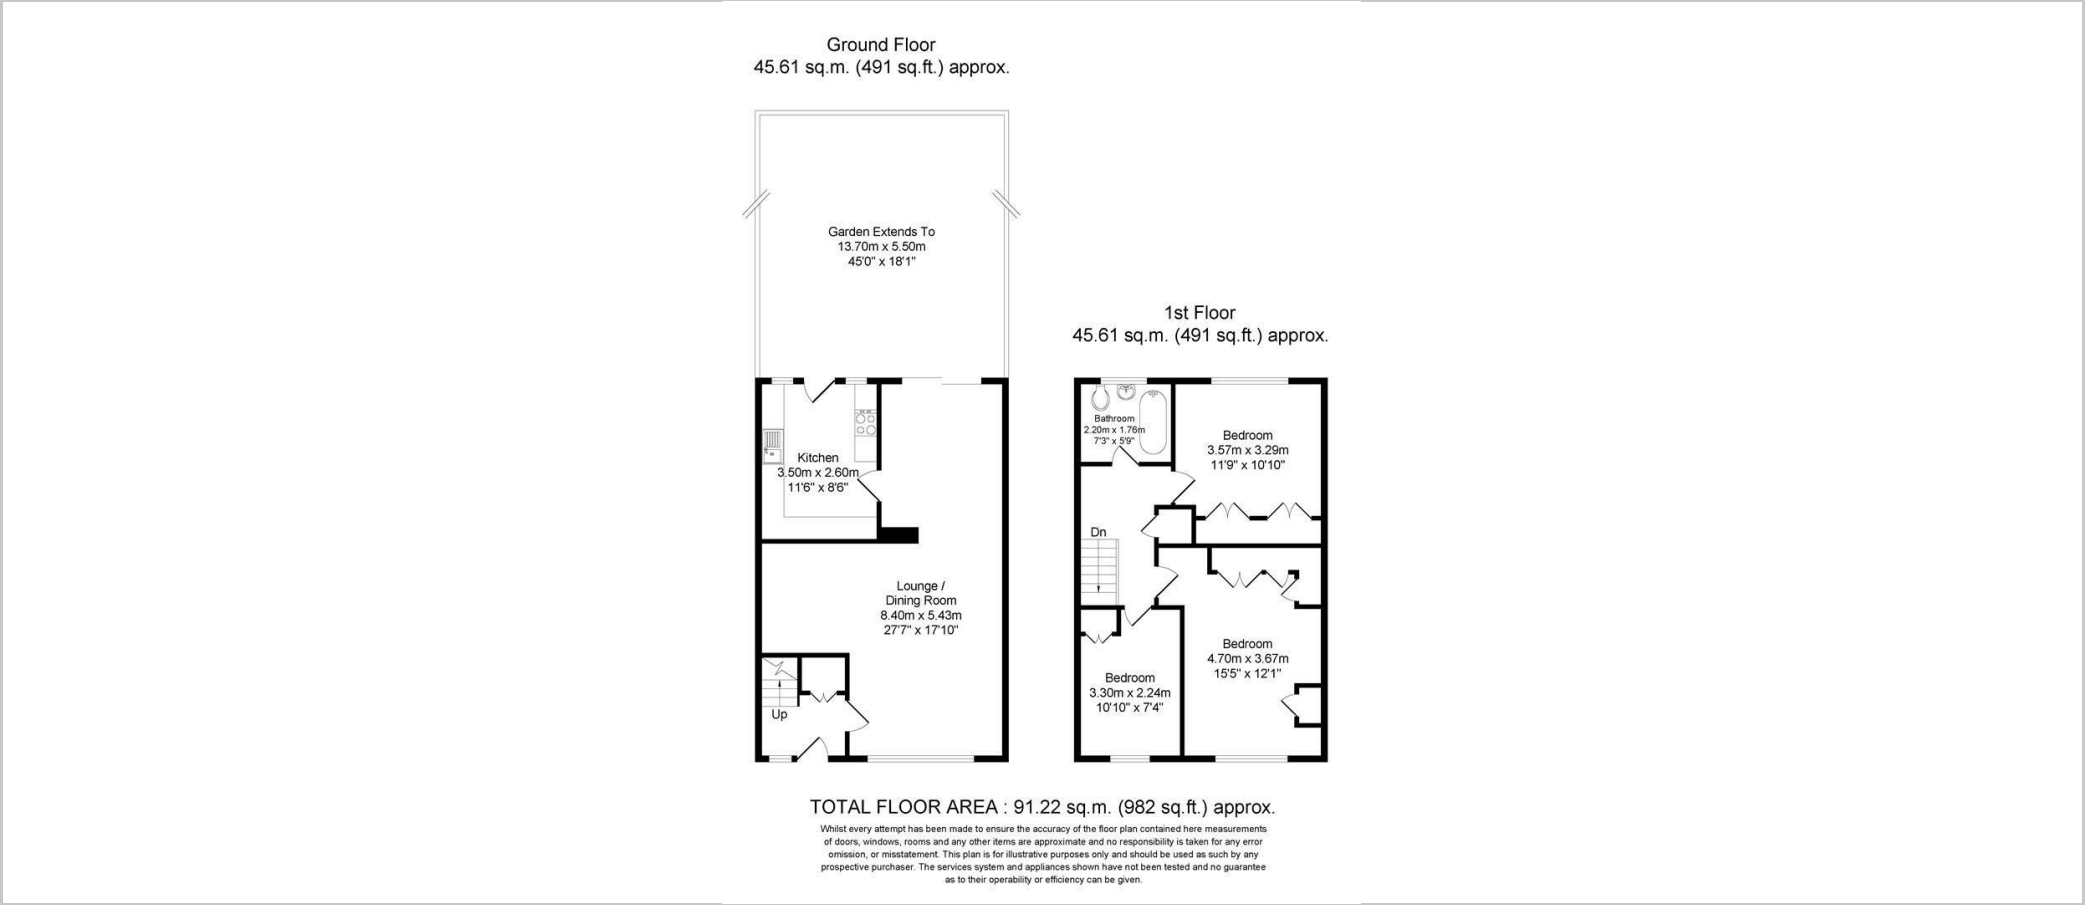 Ground Floor
45.61 sq.m. (491 sq.ft.) approx.
Garden Extends To
13.70m x 5.50m
45'0" x 18'1"
Kitchen
3.50m x 2.60m
11'6" x 8'6"
Lounge /
Dining Room
8.40m x 5.43m
27'7" x 17'10"
Up
1st Floor
45.61 sq.m. (491 sq.ft.) approx.
Bathroom
2.20m x 1.76m
7'3" x 5'9"
Bedroom
3.57m x 3.29m
11'9" x 10'10"
Dn
Bedroom
4.70m x 3.67m
15'5" x 12'1"
Bedroom
3.30m x 2.24m
10'10" x 7'4"
TOTAL FLOOR AREA : 91.22 sq.m. (982 sq.ft.) approx.
Whilst every attempt has been made to ensure the accuracy of the floor plan contained here measurements
of doors, windows, rooms and any other items are approximate and no responsibility is taken for any error
omission, or misstatement. This plan is for illustrative purposes only and should be used as such by any
prospective purchaser. The services system and appliances shown have not been tested and no guarantee
as to their operability or efficiency can be given.